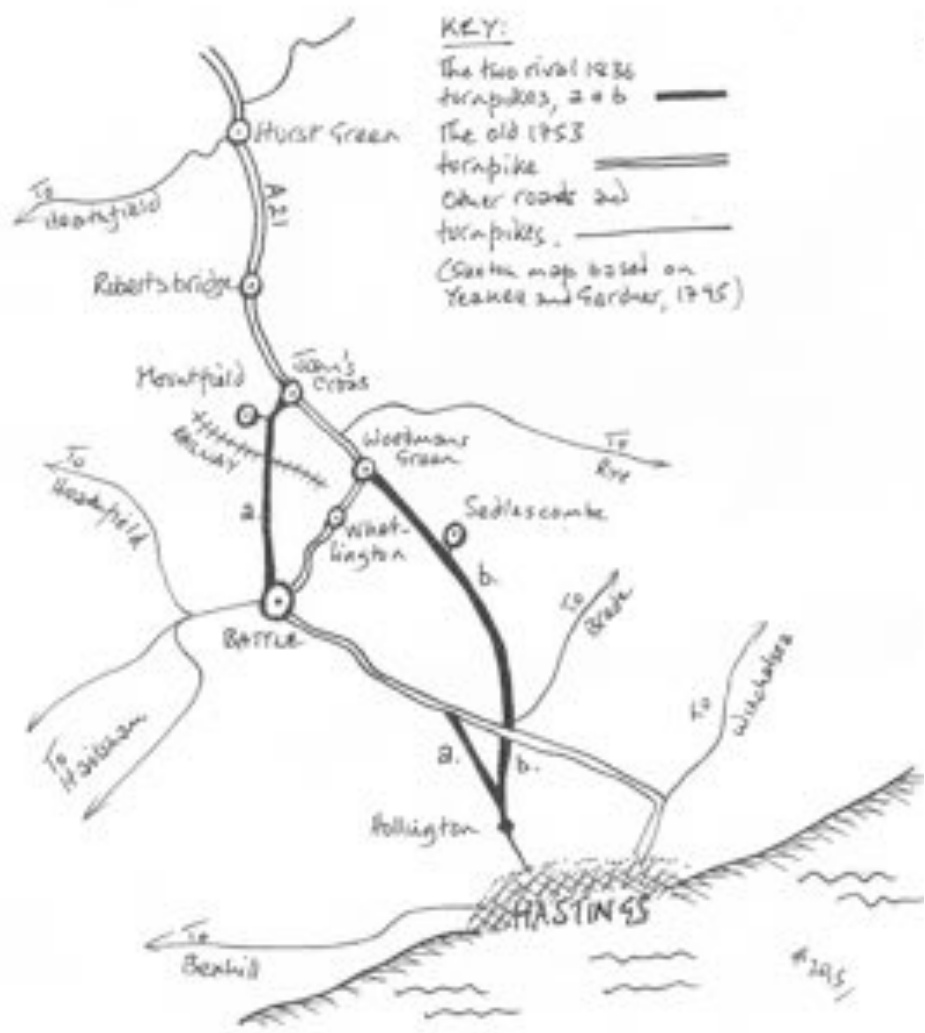 KEY:
The two rival 1836
turnpikes, a & b
The old 1753
turnpike
Other roads and
turnpikes.
(Sketch map based on
Yeakell and Gardner, 1795)
Hurst Green
To
Heathfield
A21
Robertsbridge
John's
Cross
Mountfield
RAILWAY
Woodmans
Green
To
Rye
To
Heathfield
a.
Sedlescombe
What-
lington
b.
To
Brede
BATTLE
To
Winchelsea
To
Hailsham
a.
b.
Hollington
HASTINGS
To
Bexhill